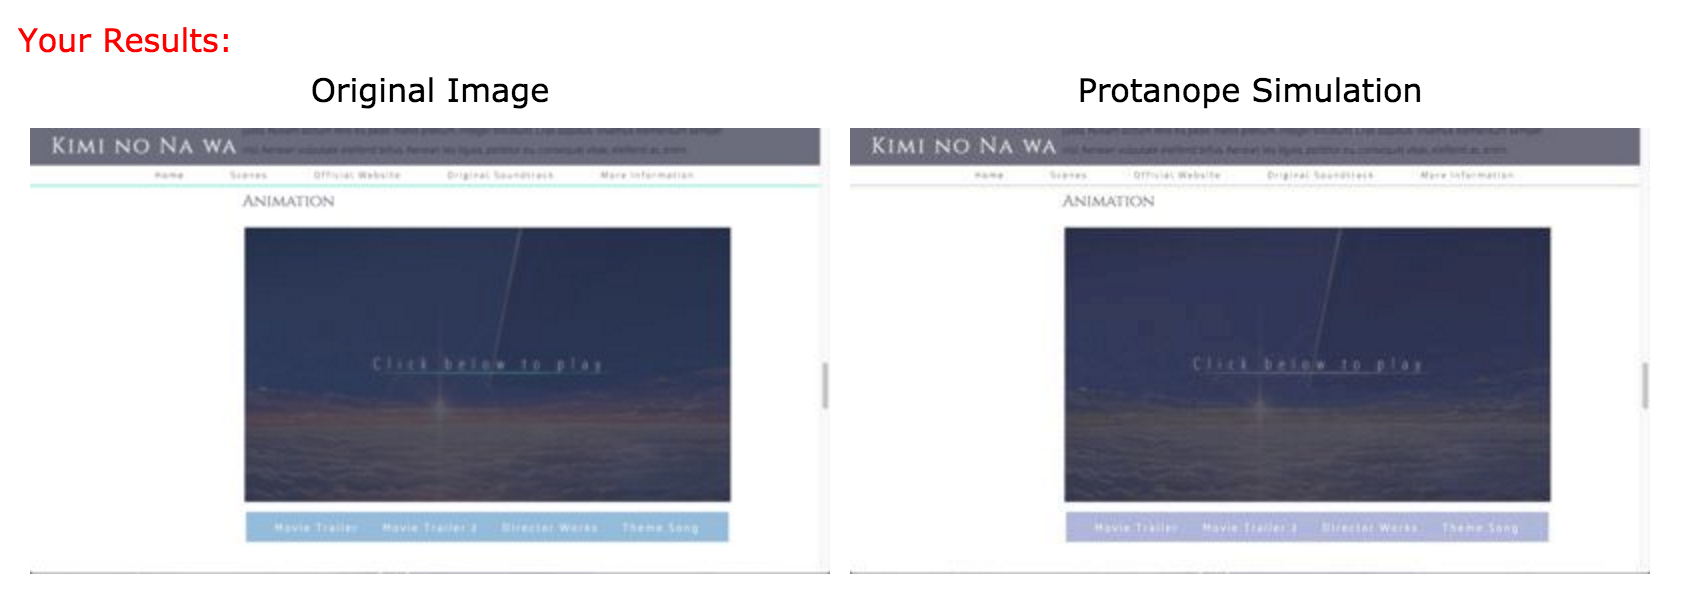 Your Results:
Original Image
Protanope Simulation
Kimi no Na wa
Home Scenes Official Website Original Soundtrack More Information
Animation
Click below to play
Movie Trailer Movie Trailer 2 Director Works Theme Song
Kimi no Na wa
Home Scenes Official Website Original Soundtrack More Information
Animation
Click below to play
Movie Trailer Movie Trailer 2 Director Works Theme Song